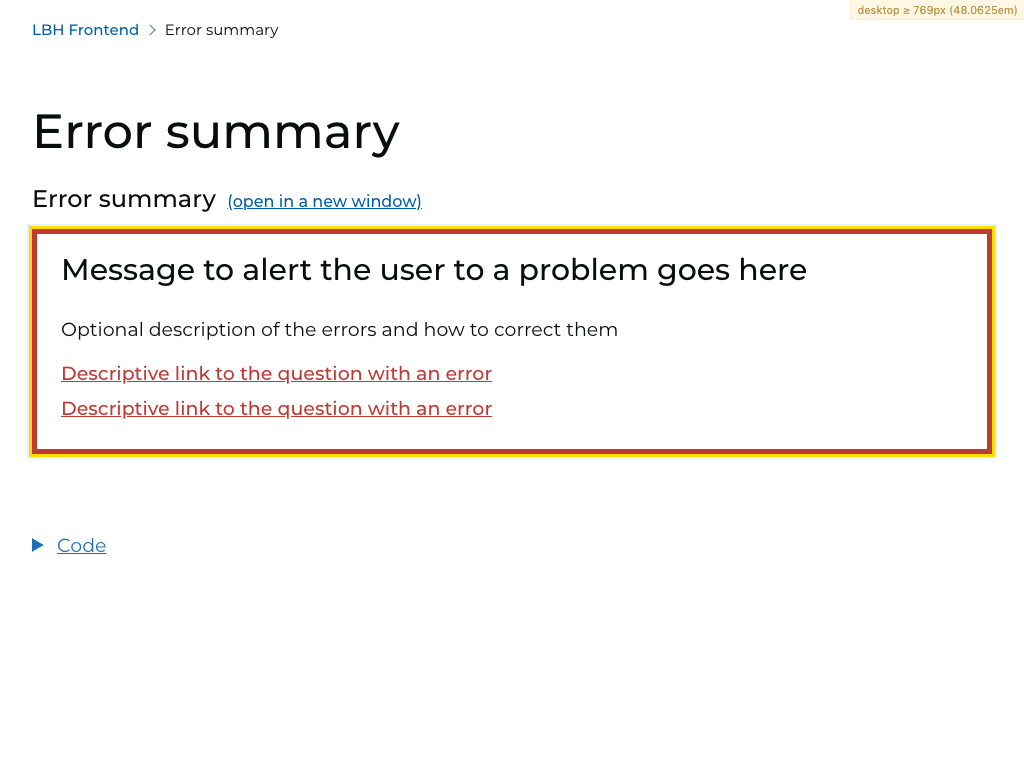 desktop ≥ 769px (48.0625em)
LBH Frontend > Error summary
Error summary
Error summary (open in a new window)
Message to alert the user to a problem goes here
Optional description of the errors and how to correct them
Descriptive link to the question with an error
Descriptive link to the question with an error
Code